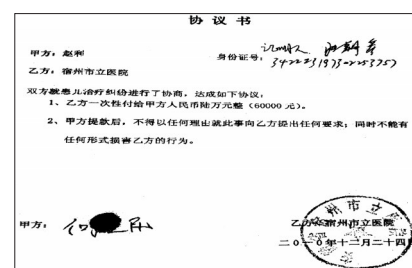 协 议 书
甲方：赵利
身份证号：
乙方：宿州市立医院
双方就患儿治疗纠纷进行了协商，达成如下协议：
1、乙方一次性付给甲方人民币陆万元整（60000 元）。
2、甲方提款后，不得以任何理由就此事向乙方提出任何要求；同时不能有
任何形式损害乙方的行为。
甲方：
乙方：宿州市立医院
二〇一〇年十二月二十四